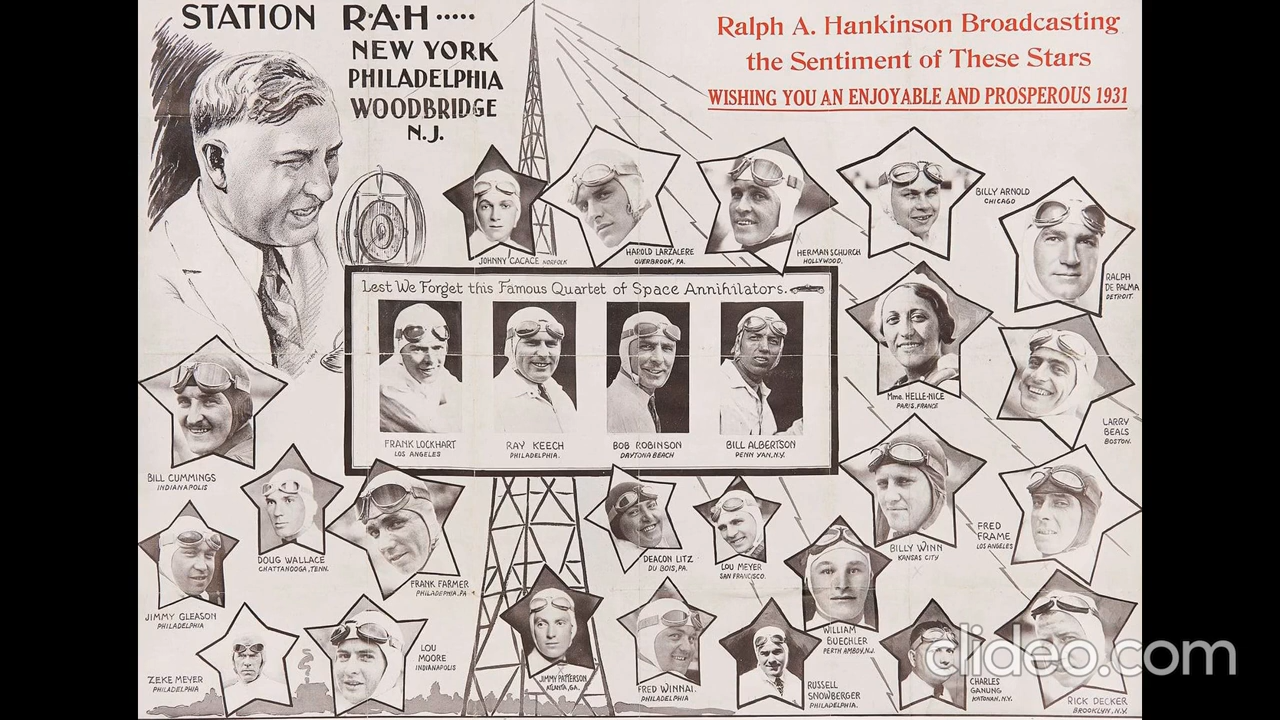 STATION R·A·H·····
NEW YORK
PHILADELPHIA
WOODBRIDGE
N.J.
Ralph A. Hankinson Broadcasting
the Sentiment of These Stars
WISHING YOU AN ENJOYABLE AND PROSPEROUS 1931
JOHNNY CACACE NORFOLK
HAROLD LARZALERE
OVERBROOK, PA.
HERMAN SCHURCH
HOLLYWOOD.
BILLY ARNOLD
CHICAGO
RALPH
DE PALMA
DETROIT.
Lest We Forget this Famous Quartet of Space Annihilators.
FRANK LOCKHART
LOS ANGELES
RAY KEECH
PHILADELPHIA.
BOB ROBINSON
DAYTONA BEACH
BILL ALBERTSON
PENN YAN, N.Y.
Mme. HELLE-NICE
PARIS, FRANCE
LARRY
BEALS
BOSTON.
BILL CUMMINGS
INDIANAPOLIS
DOUG WALLACE
CHATTANOOGA, TENN.
FRANK FARMER
PHILADEPHIA. PA
DEACON LITZ
DU BOIS, PA.
LOU MEYER
SAN FRANCISCO.
BILLY WINN
KANSAS CITY
FRED
FRAME
LOS ANGELES
JIMMY GLEASON
PHILADELPHIA
ZEKE MEYER
PHILADELPHIA
LOU
MOORE
INDIANAPOLIS
JIMMY PATTERSON
ATLANTA, GA.
FRED WINNAI.
PHILADELPHIA
RUSSELL
SNOWBERGER
PHILADELPHIA.
WILLIAM
BUECHLER
PERTH AMBOY, N.J.
CHARLES
GANUNG
KATONAH, N.Y.
RICK DECKER
BROOKLYN. N.Y.
clideo.com